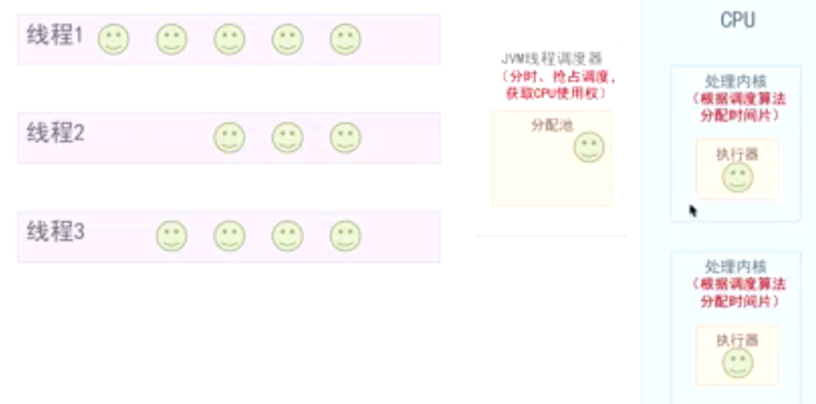 线程1
线程2
线程3
JVM线程调度器
（分时、抢占调度，
获取CPU使用权）
分配池
CPU
处理内核
（根据调度算法
分配时间片）
执行器
处理内核
（根据调度算法
分配时间片）
执行器